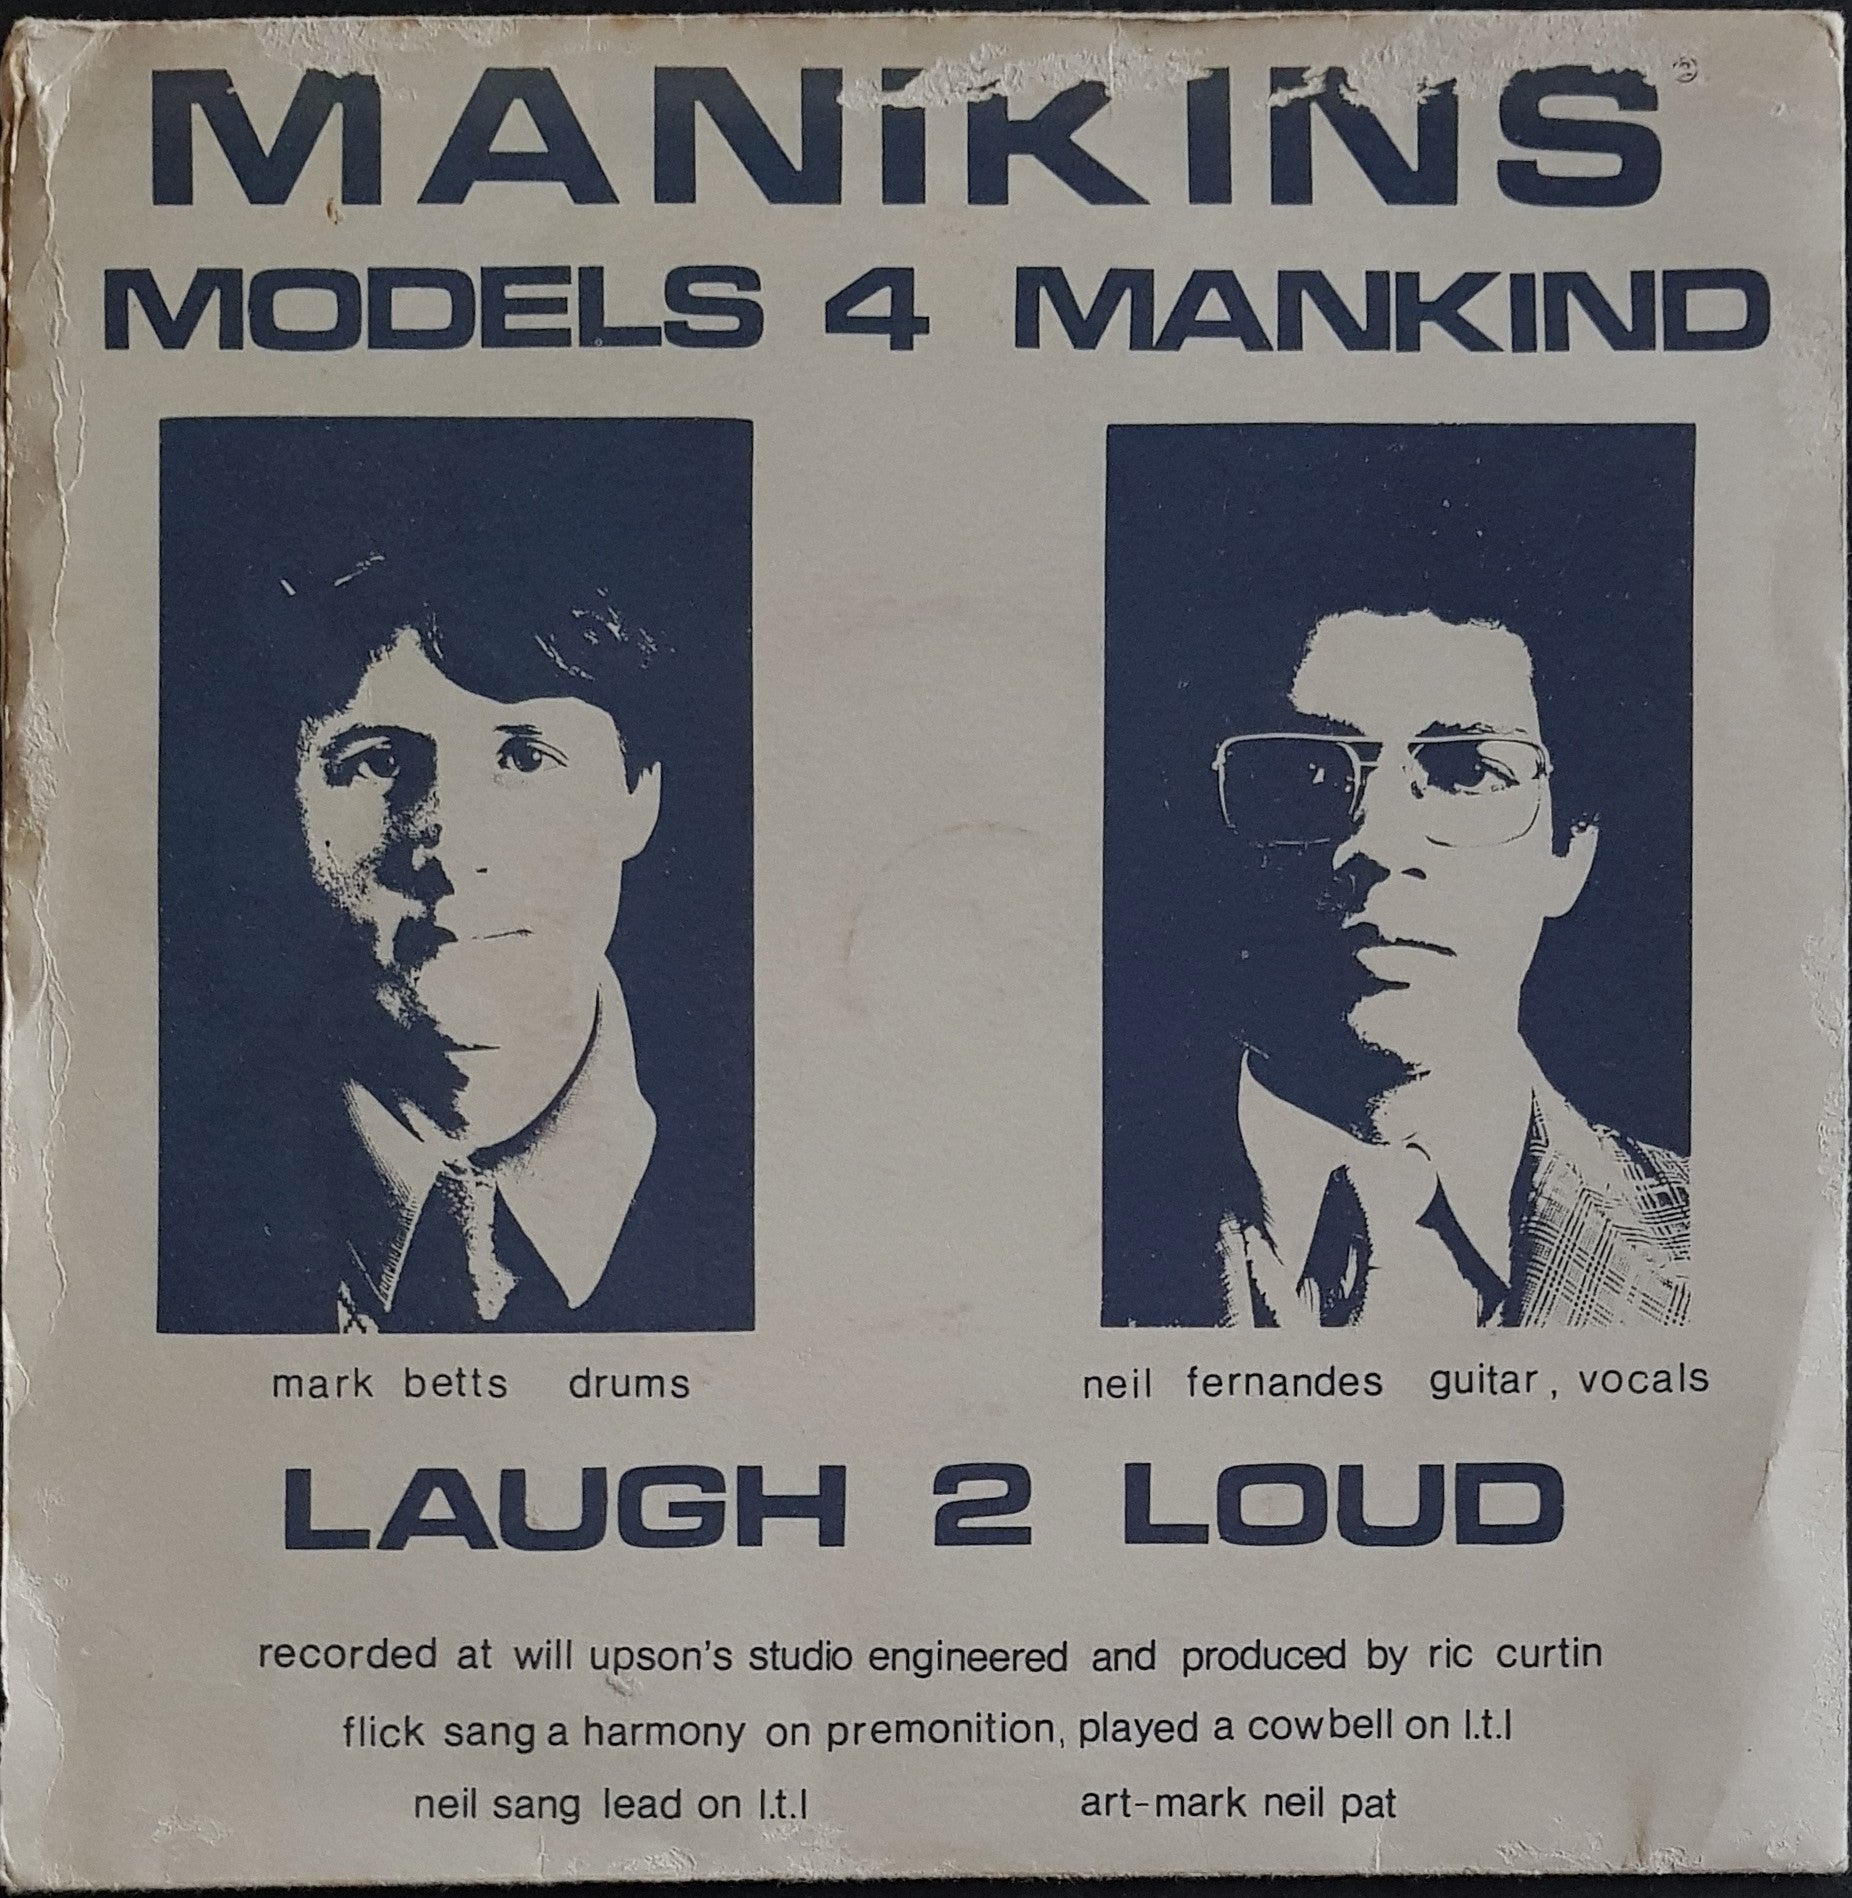 MANiKINS
MODELS 4 MANKIND
mark betts drums
neil fernandes guitar, vocals
LAUGH 2 LOUD
recorded at will upson's studio engineered and produced by ric curtin
flick sang a harmony on premonition, played a cowbell on l.t.l
neil sang lead on l.t.l
art-mark neil pat